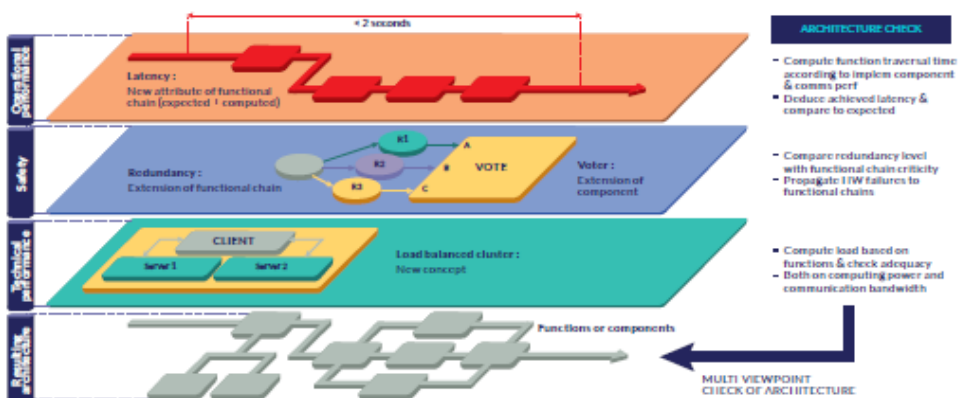 < 2 seconds
ARCHITECTURE CHECK
Operational
performance
Latency :
New attribute of functional
chain (expected + computed)
- Compute function traversal time
according to implem component
& comms perf
- Deduce achieved latency &
compare to expected
Safety
Redundancy :
Extension of functional chain
R1
R2
R3
A
B
C
VOTE
Voter :
Extension of
component
- Compare redundancy level
with functional chain criticity
- Propagate HW failures to
functional chains
Technical
performance
CLIENT
Server 1
Server 2
Load balanced cluster :
New concept
- Compute load based on
functions & check adequacy
- Both on computing power and
communication bandwidth
Resulting
architecture
Functions or components
MULTI VIEWPOINT
CHECK OF ARCHITECTURE